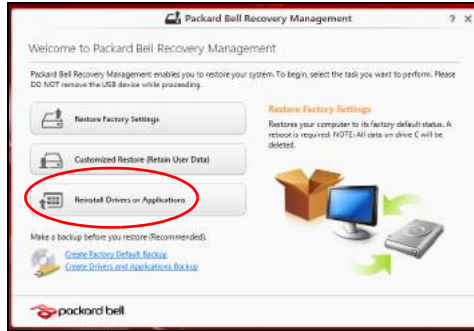 Packard Bell Recovery Management ? ×
Welcome to Packard Bell Recovery Management
Packard Bell Recovery Management enables you to restore your system. To begin, select the task you want to perform. Please
DO NOT remove the USB device while proceeding.
Restore Factory Settings
Customized Restore (Retain User Data)
Reinstall Drivers or Applications
Restore Factory Settings
Restores your computer to its factory default status. A
reboot is required. NOTE: All data on drive C will be
deleted.
Make a backup before you restore (Recommended).
Create Factory Default Backup
Create Drivers and Applications Backup
packard bell